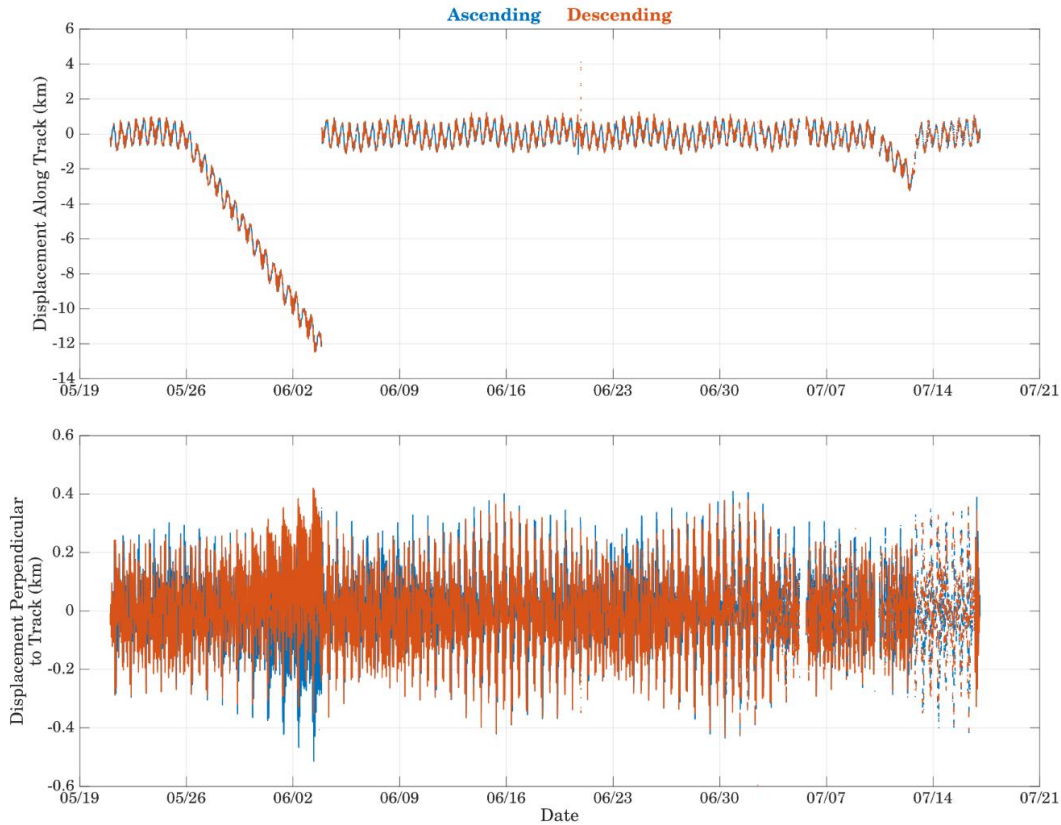 Ascending Descending
Displacement Along Track (km)
6
4
2
0
-2
-4
-6
-8
-10
-12
-14
05/19 05/26 06/02 06/09 06/16 06/23 06/30 07/07 07/14 07/21
Displacement Perpendicular
to Track (km)
0.6
0.4
0.2
0
-0.2
-0.4
-0.6
05/19 05/26 06/02 06/09 06/16 06/23 06/30 07/07 07/14 07/21
Date